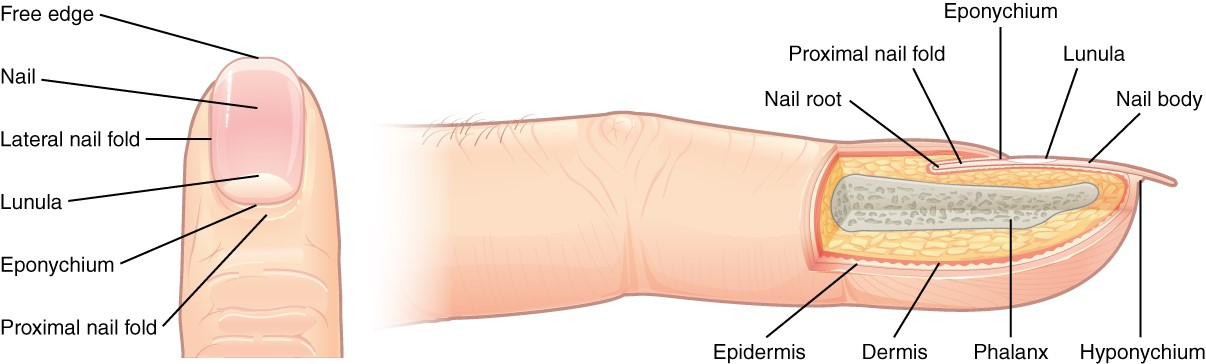 Free edge
Nail
Lateral nail fold
Lunula
Eponychium
Proximal nail fold
Eponychium
Proximal nail fold
Lunula
Nail root
Nail body
Epidermis
Dermis
Phalanx
Hyponychium